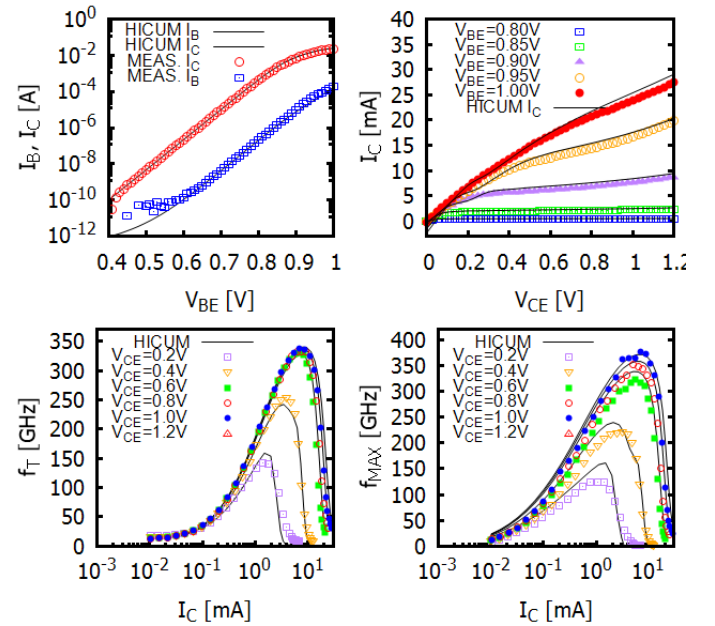 HICUM I_B
HICUM I_C
MEAS. I_C
MEAS. I_B
10^0
10^-2
10^-4
10^-6
10^-8
10^-10
10^-12
I_B, I_C [A]
0.4 0.5 0.6 0.7 0.8 0.9 1
V_BE [V]
V_BE=0.80V
V_BE=0.85V
V_BE=0.90V
V_BE=0.95V
V_BE=1.00V
HICUM I_C
40
35
30
25
20
15
10
5
0
I_C [mA]
0 0.2 0.4 0.6 0.8 1.0 1.2
V_CE [V]
HICUM
V_CE=0.2V
V_CE=0.4V
V_CE=0.6V
V_CE=0.8V
V_CE=1.0V
V_CE=1.2V
350
300
250
200
150
100
50
0
f_T [GHz]
10^-3 10^-2 10^-1 10^0 10^1
I_C [mA]
HICUM
V_CE=0.2V
V_CE=0.4V
V_CE=0.6V
V_CE=0.8V
V_CE=1.0V
V_CE=1.2V
400
350
300
250
200
150
100
50
0
f_MAX [GHz]
10^-3 10^-2 10^-1 10^0 10^1
I_C [mA]